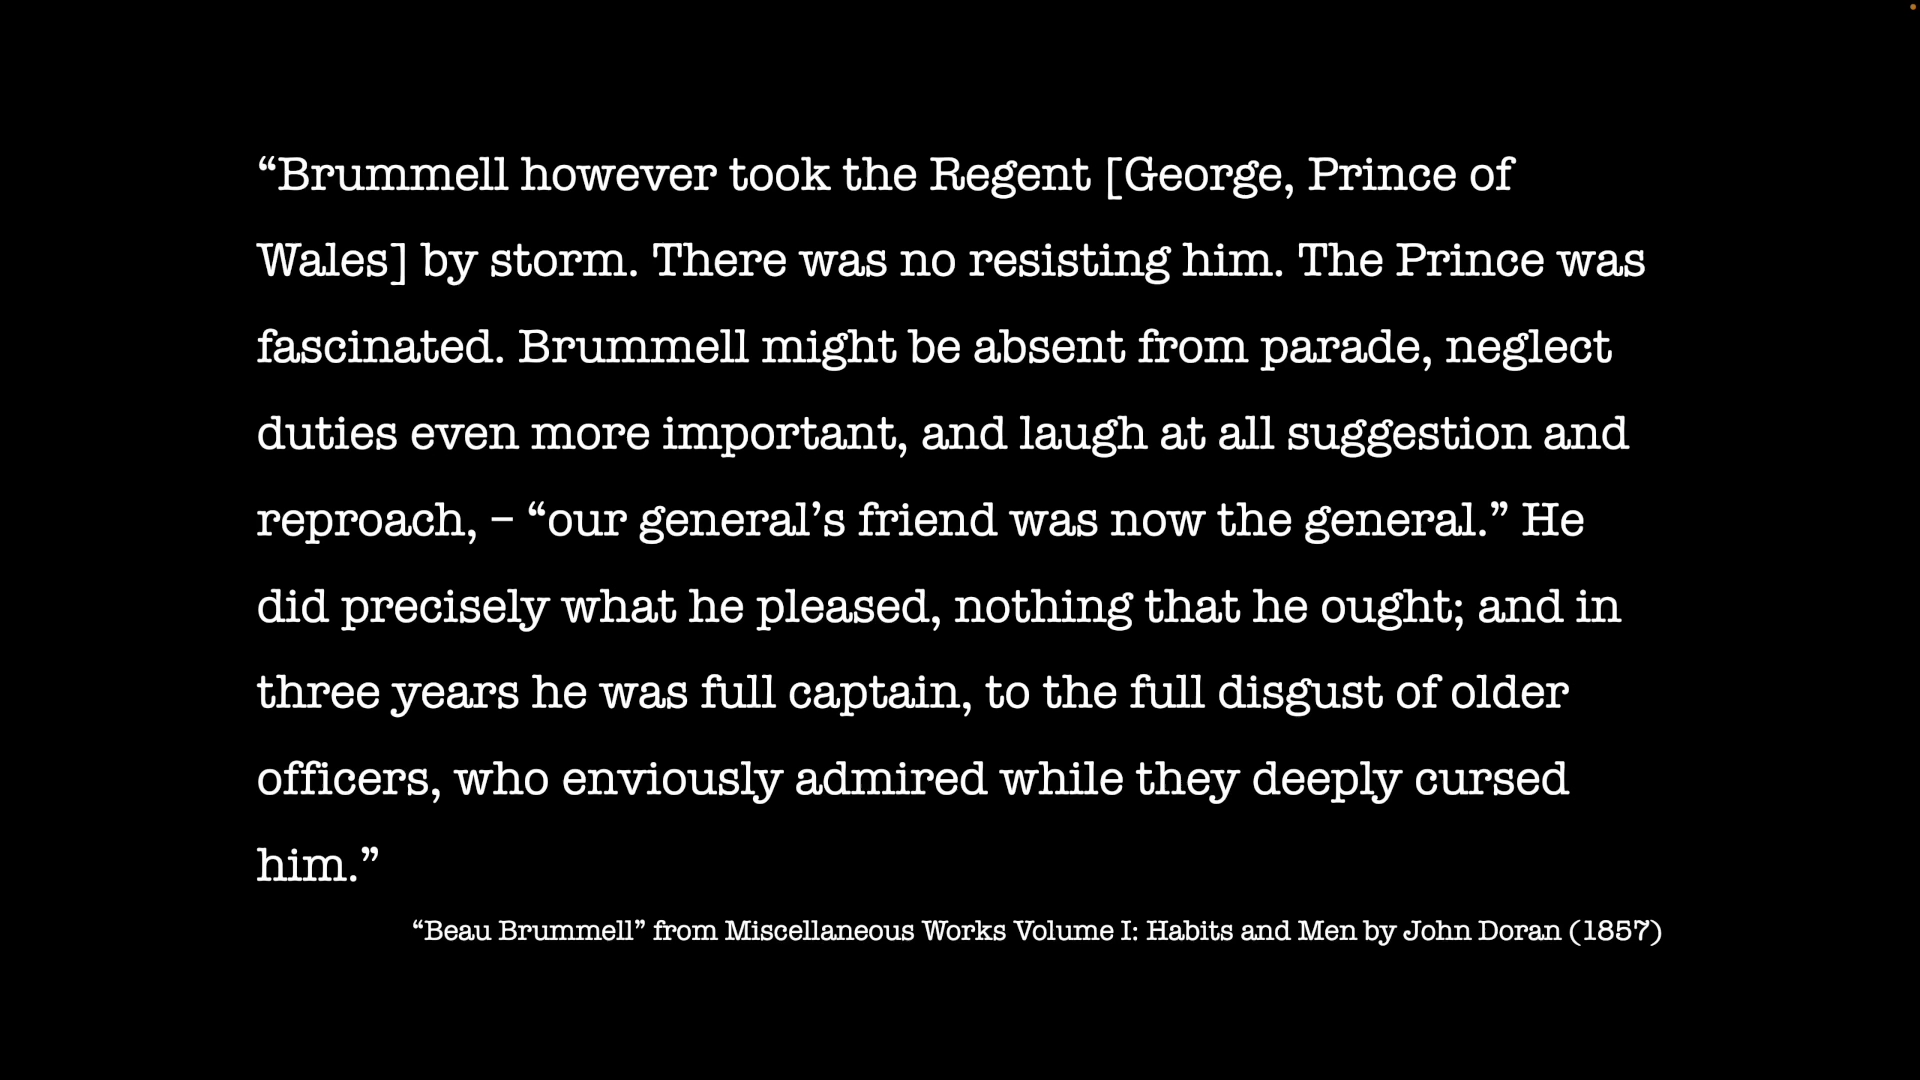 “Brummell however took the Regent [George, Prince of
Wales] by storm. There was no resisting him. The Prince was
fascinated. Brummell might be absent from parade, neglect
duties even more important, and laugh at all suggestion and
reproach, – “our general’s friend was now the general.” He
did precisely what he pleased, nothing that he ought; and in
three years he was full captain, to the full disgust of older
officers, who enviously admired while they deeply cursed
him.”
“Beau Brummell” from Miscellaneous Works Volume I: Habits and Men by John Doran (1857)